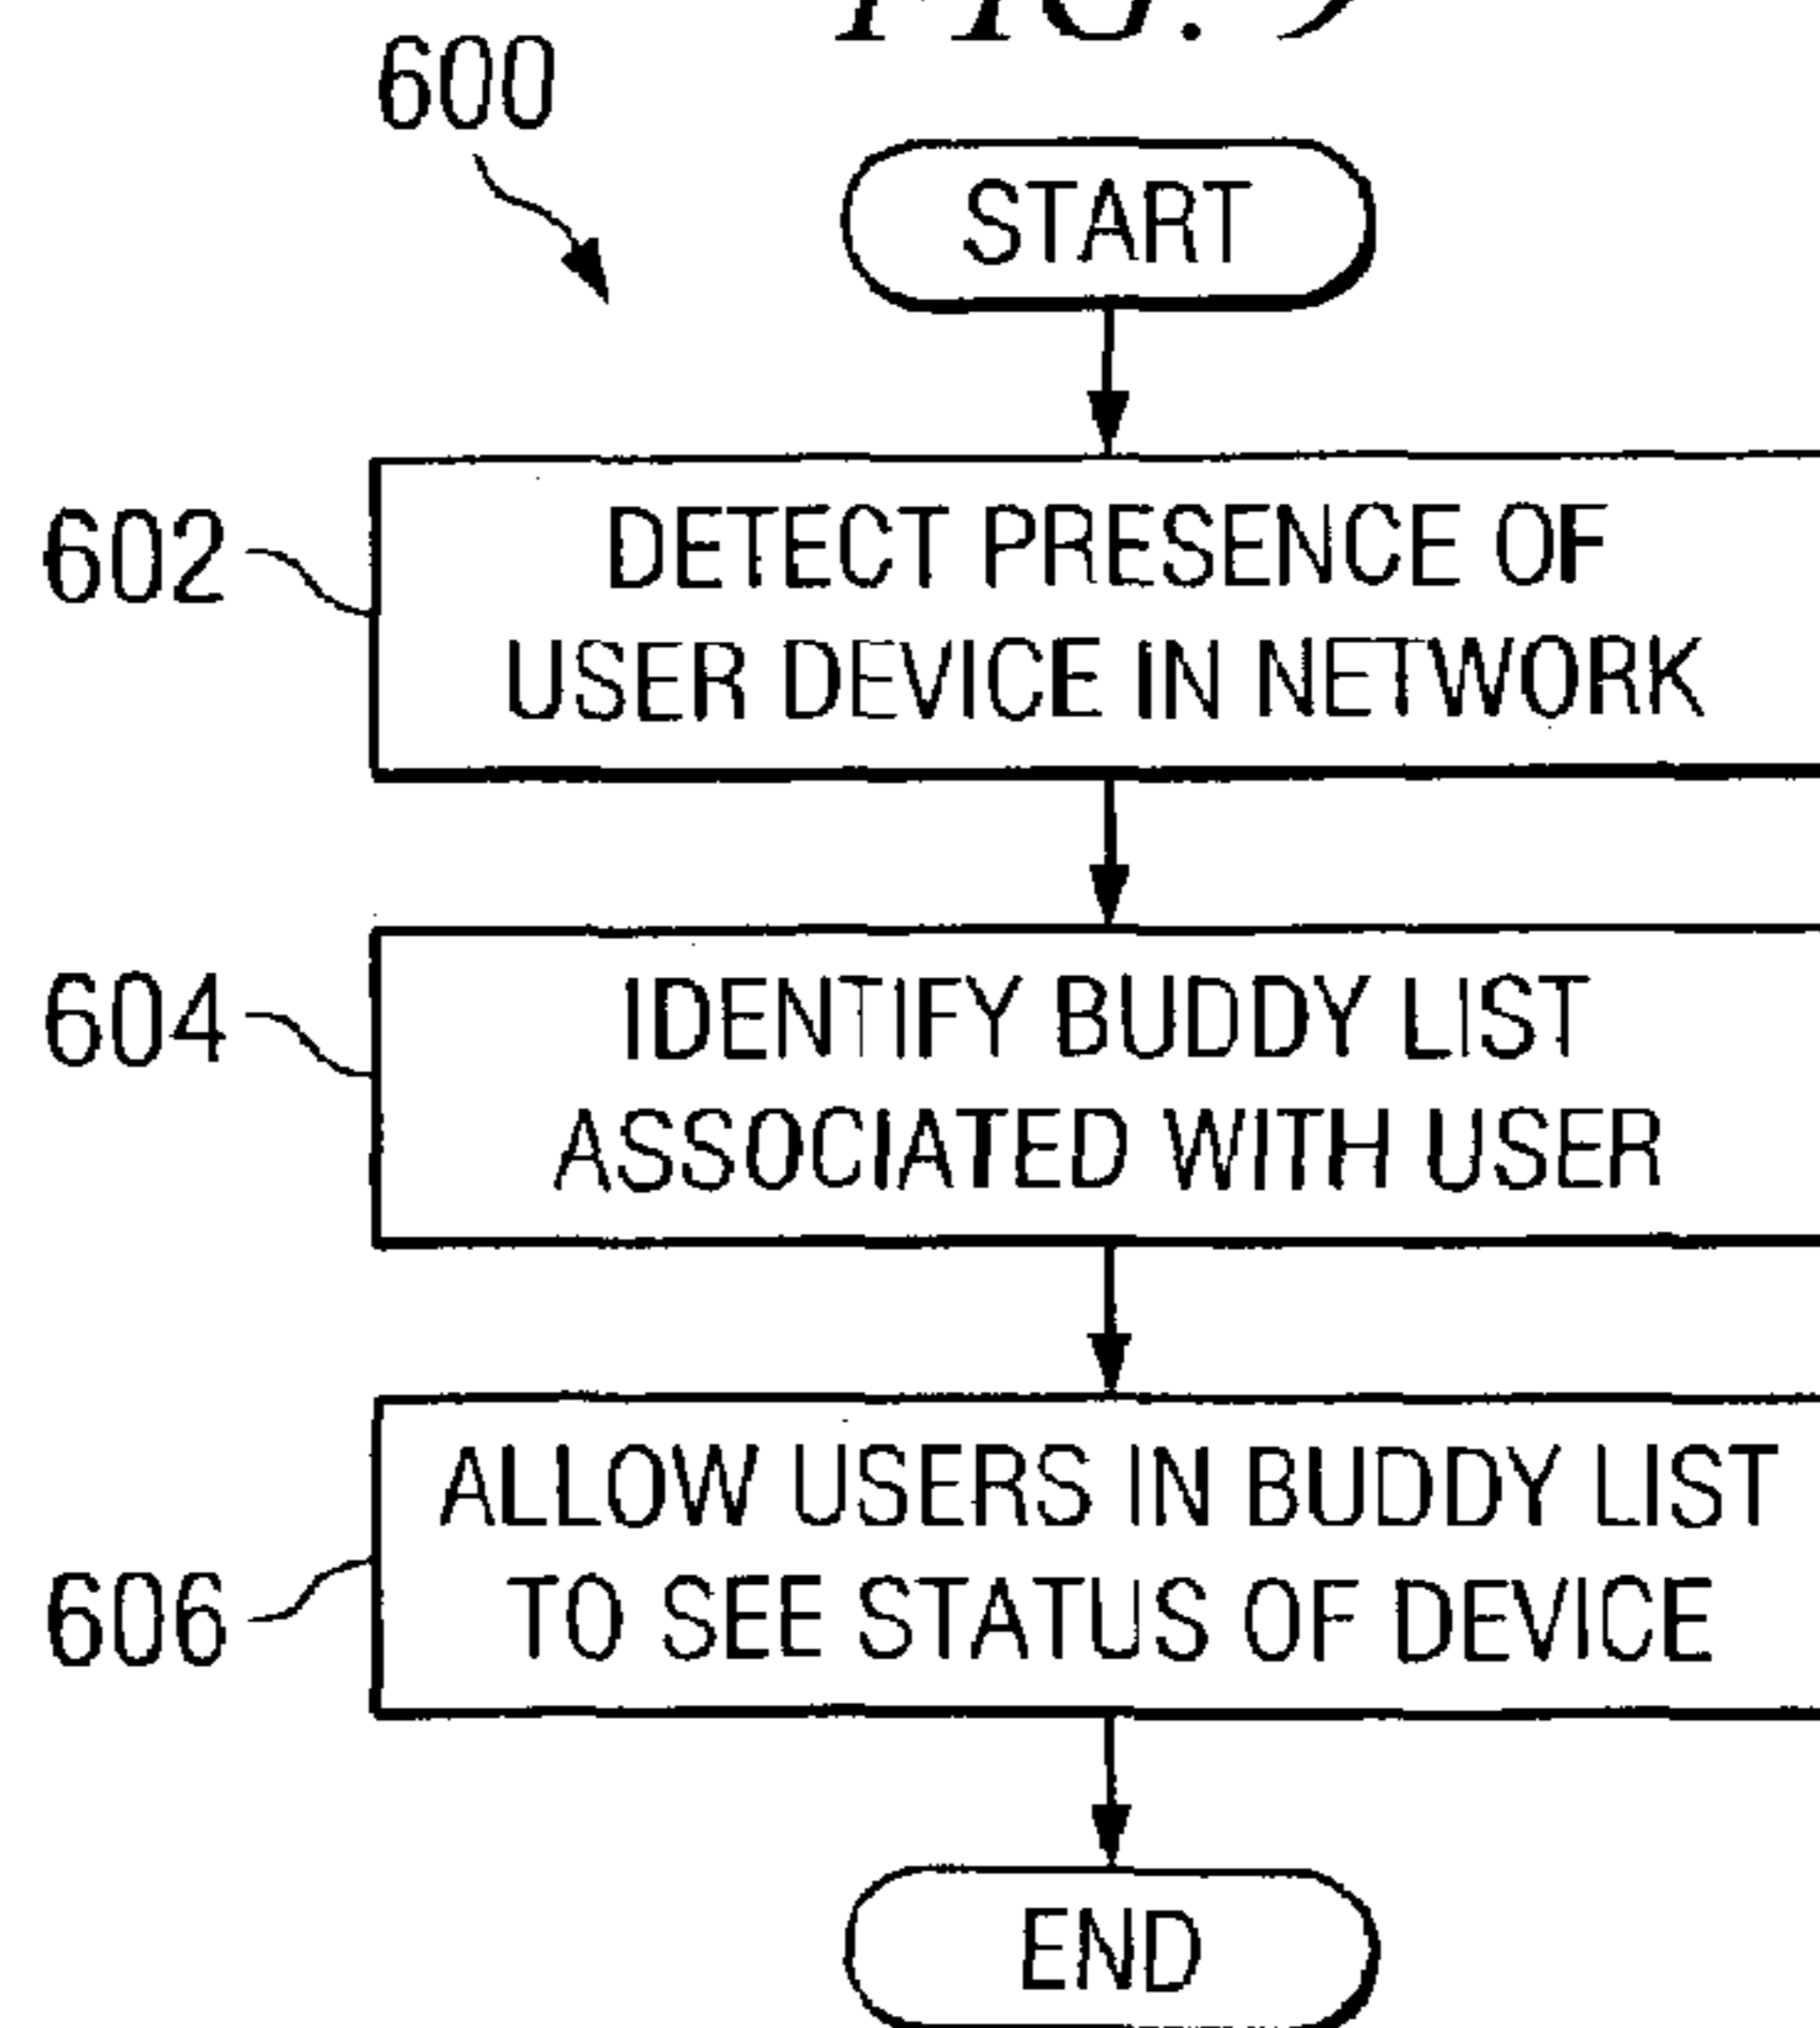 FIG.
600
START
602
DETECT PRESENCE OF
USER DEVICE IN NETWORK
604
IDENTIFY BUDDY LIST
ASSOCIATED WITH USER
606
ALLOW USERS IN BUDDY LIST
TO SEE STATUS OF DEVICE
END